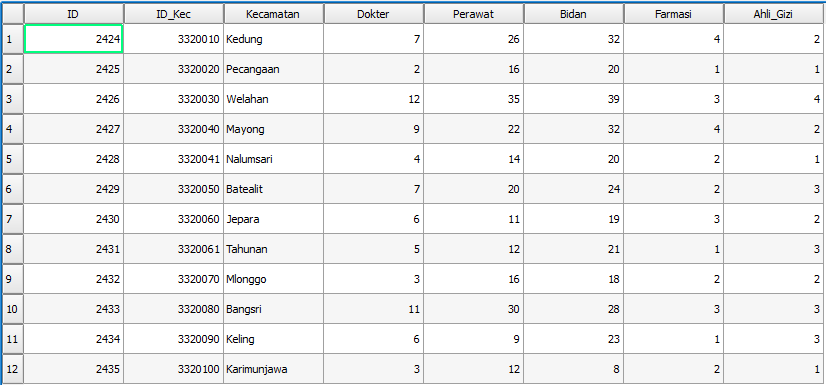 ID ID_Kec Kecamatan Dokter Perawat Bidan Farmasi Ahli_Gizi
1 2424 3320010 Kedung 7 26 32 4 2
2 2425 3320020 Pecangaan 2 16 20 1 1
3 2426 3320030 Welahan 12 35 39 3 4
4 2427 3320040 Mayong 9 22 32 4 2
5 2428 3320041 Nalumsari 4 14 20 2 1
6 2429 3320050 Batealit 7 20 24 2 3
7 2430 3320060 Jepara 6 11 19 3 2
8 2431 3320061 Tahunan 5 12 21 1 3
9 2432 3320070 Mlonggo 3 16 18 2 2
10 2433 3320080 Bangsri 11 30 28 3 3
11 2434 3320090 Keling 6 9 23 1 3
12 2435 3320100 Karimunjawa 3 12 8 2 1